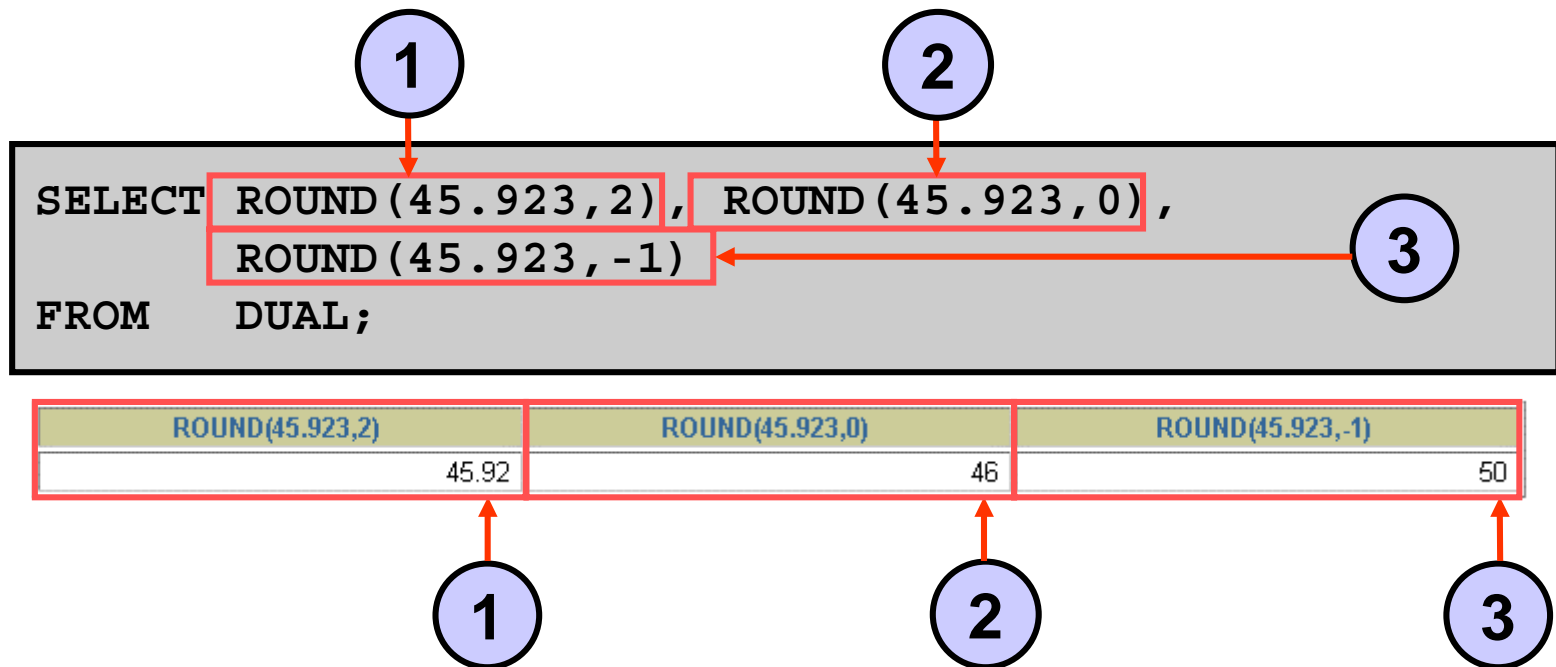 1 2
SELECT ROUND(45.923,2), ROUND(45.923,0),
ROUND(45.923,-1) 3
FROM DUAL;
ROUND(45.923,2) ROUND(45.923,0) ROUND(45.923,-1)
45.92 46 50
1 2 3